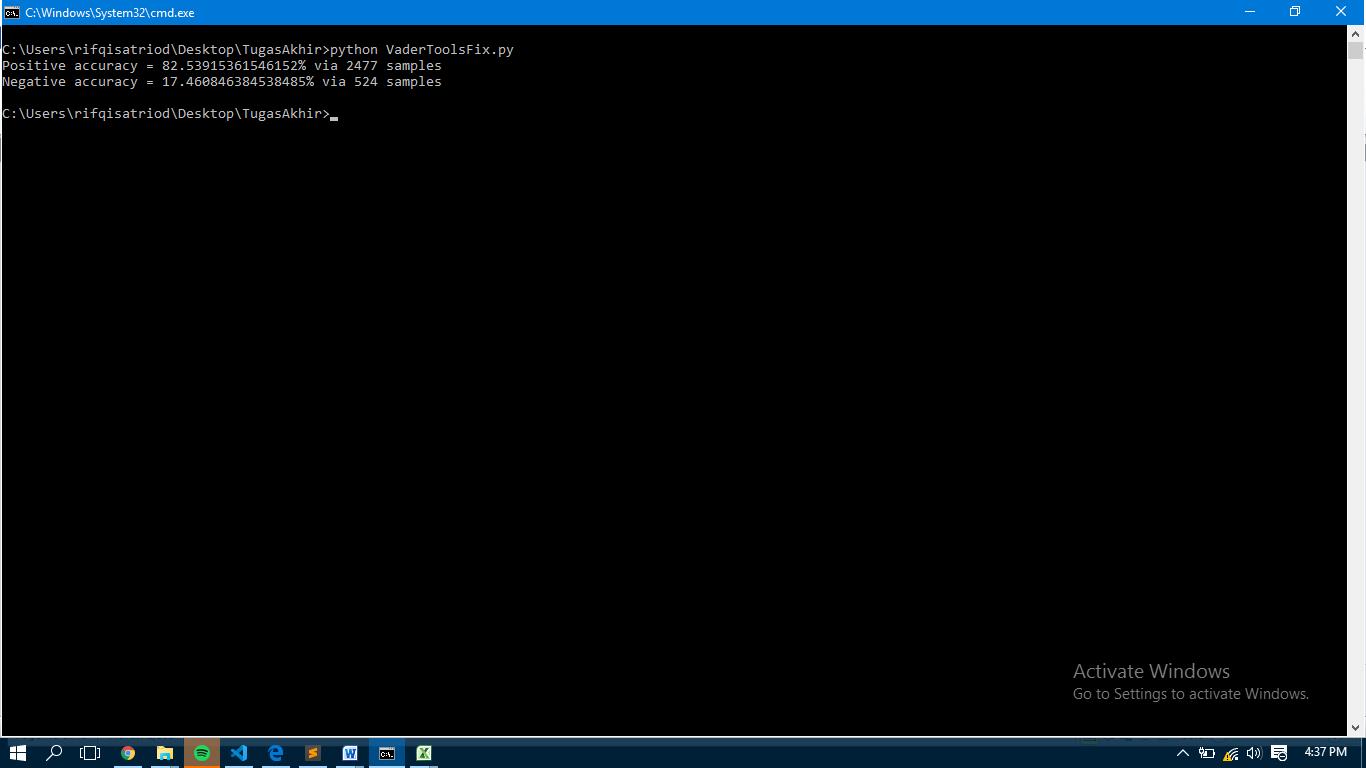 C:\Windows\System32\cmd.exe
C:\Users\rifqisatriod\Desktop\TugasAkhir>python VaderToolsFix.py
Positive accuracy = 82.53915361546152% via 2477 samples
Negative accuracy = 17.460846384538485% via 524 samples
C:\Users\rifqisatriod\Desktop\TugasAkhir>
Activate Windows
Go to Settings to activate Windows.
4:37 PM